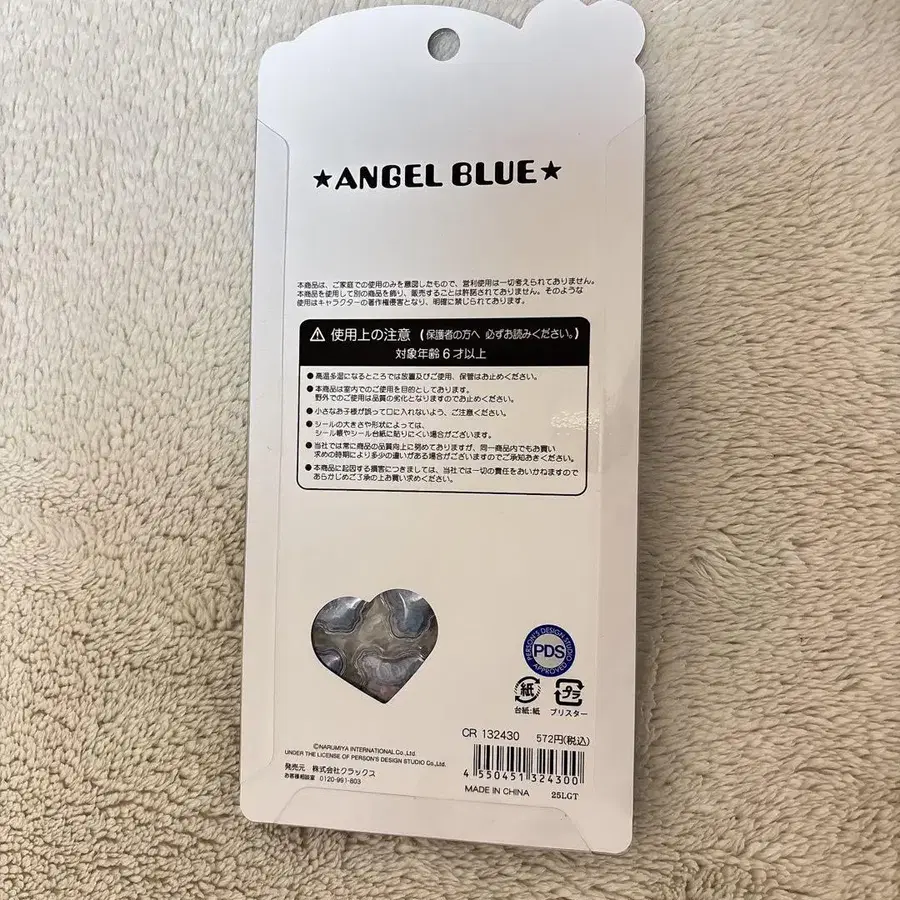 ★ANGEL BLUE★
本商品は、ご家庭での使用のみを意図したもので、営利使用は一切考えられておりません。
本商品を使用して別の商品を飾り、販売することは許諾されておりません。そのような
使用はキャラクターの著作権侵害となり、明確に禁じられております。
⚠ 使用上の注意 (保護者の方へ 必ずお読みください。)
対象年齢6才以上
●高温多湿になるところでは放置及びご使用、保管はお止めください。
●本商品は室内でのご使用を目的としております。
野外でのご使用は品質の劣化となりますのでお止めください。
●小さなお子様が誤って口に入れないよう、ご注意ください。
●シールの大きさや形状によっては、
シール帳やシール台紙に貼りにくい場合がございます。
●当社では常に商品の品質向上に努めておりますが、同一商品内でもお買い
求めの時期により多少の違いがある場合がございますのでご承知おきください。
●本商品に起因する損害につきましては、当社では一切の責任をおいかねますので
あらかじめご了承の上お買い求めください。
PERSON'S DESIGN STUDIO
PDS
APPROVED
紙 プラ
台紙:紙 ブリスター
CR 132430 572円(税込)
©NARUMIYA INTERNATIONAL Co., Ltd.
UNDER THE LICENSE OF PERSON'S DESIGN STUDIO Co., Ltd.
発売元 株式会社クラックス
お客様相談室 0120-991-803
4 550451 324300
MADE IN CHINA 25LGT